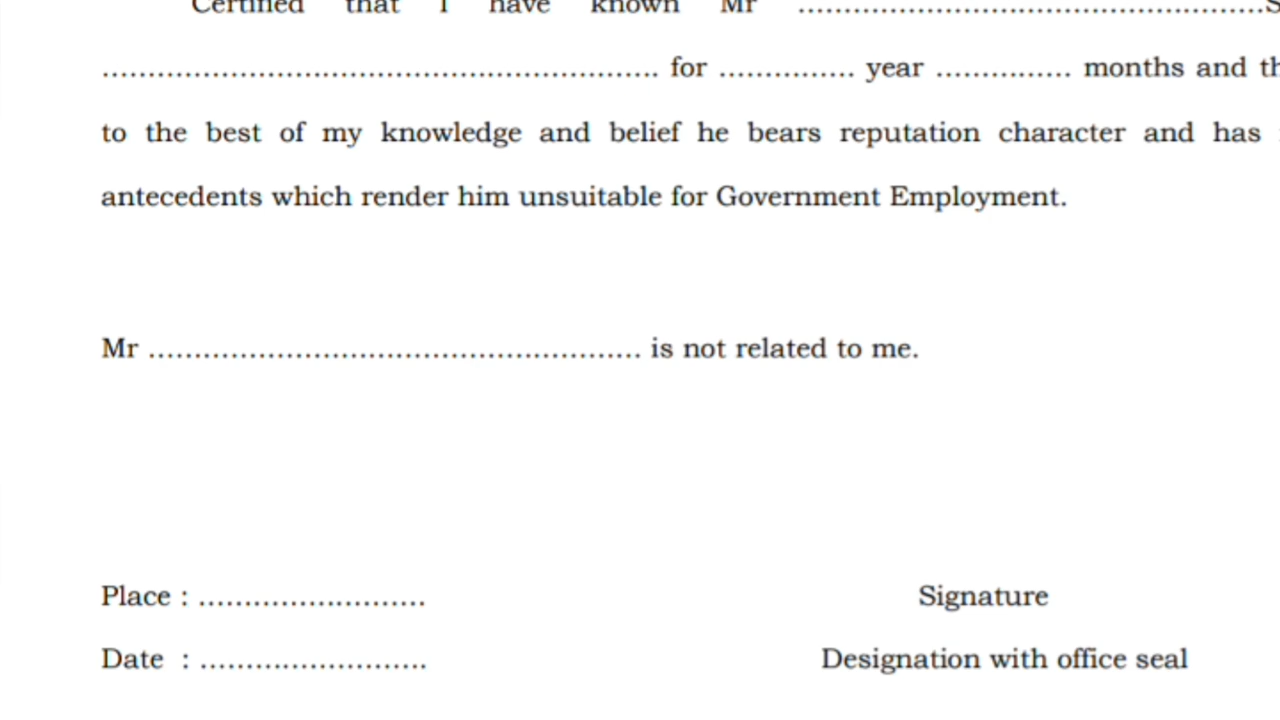 Certified that I have known Mr ....................................................S
............................................................. for ............... year ............... months and th
to the best of my knowledge and belief he bears reputation character and has
antecedents which render him unsuitable for Government Employment.
Mr ...................................................... is not related to me.
Place : .........................
Signature
Date : .........................
Designation with office seal